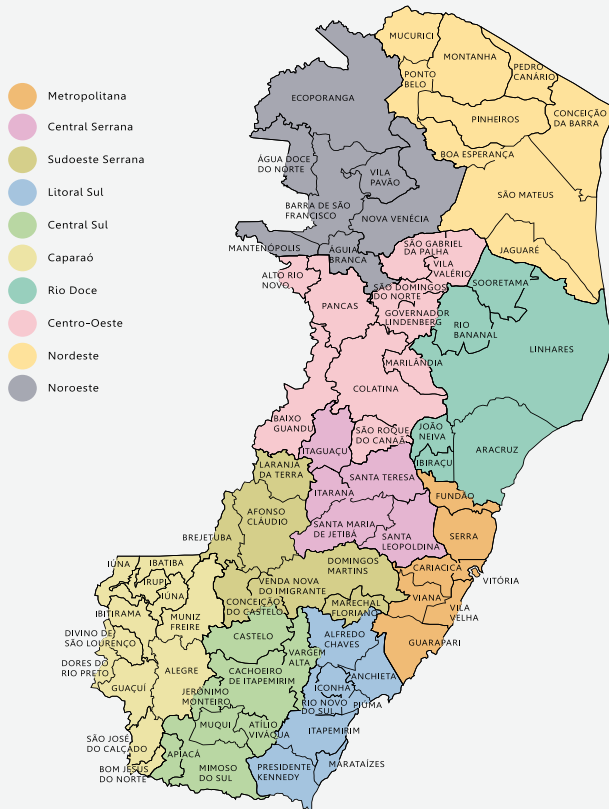 Metropolitana
Central Serrana
Sudoeste Serrana
Litoral Sul
Central Sul
Caparaó
Rio Doce
Centro-Oeste
Nordeste
Noroeste
MUCURICI
MONTANHA
PEDRO
CANÁRIO
PONTO
BELO
ECOPORANGA
PINHEIROS
CONCEIÇÃO
DA BARRA
BOA ESPERANÇA
ÁGUA DOCE
DO NORTE
VILA
PAVÃO
SÃO MATEUS
BARRA DE SÃO
FRANCISCO
NOVA VENÉCIA
MANTENÓPOLIS
ÁGUIA
BRANCA
SÃO GABRIEL
DA PALHA
JAGUARÉ
VILA
VALÉRIO
ALTO RIO
NOVO
SOORETAMA
SÃO DOMINGOS
DO NORTE
PANCAS
GOVERNADOR
LINDENBERG
RIO
BANANAL
LINHARES
MARILÂNDIA
COLATINA
BAIXO
GUANDU
SÃO ROQUE
DO CANAÃ
JOÃO
NEIVA
ARACRUZ
ITAGUAÇU
IBIRAÇU
LARANJA
DA TERRA
SANTA TERESA
ITARANA
FUNDÃO
AFONSO
CLÁUDIO
SANTA MARIA
DE JETIBÁ
SANTA
LEOPOLDINA
SERRA
BREJETUBA
IÚNA
IBATIBA
DOMINGOS
MARTINS
CARIACICA
VITÓRIA
IRUPI
VENDA NOVA
DO IMIGRANTE
IÚNA
VIANA
IBITIRAMA
MUNIZ
FREIRE
CONCEIÇÃO
DO CASTELO
MARECHAL
FLORIANO
VILA
VELHA
DIVINO DE
SÃO LOURENÇO
CASTELO
ALFREDO
CHAVES
GUARAPARI
DORES DO
RIO PRETO
VARGEM
ALTA
ALEGRE
CACHOEIRO
DE ITAPEMIRIM
ANCHIETA
GUAÇUÍ
JERÔNIMO
MONTEIRO
ICONHA
RIO NOVO
DO SUL
PIÚMA
MUQUI
ATÍLIO
VIVÁQUA
ITAPEMIRIM
SÃO JOSÉ
DO CALÇADO
APIACÁ
BOM JESUS
DO NORTE
MIMOSO
DO SUL
PRESIDENTE
KENNEDY
MARATAÍZES